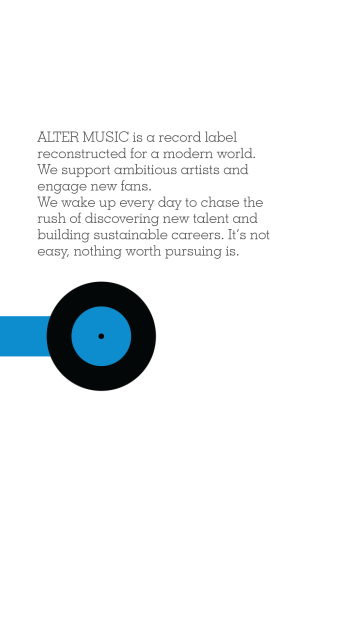 ALTER MUSIC is a record label
reconstructed for a modern world.
We support ambitious artists and
engage new fans.
We wake up every day to chase the
rush of discovering new talent and
building sustainable careers. It's not
easy, nothing worth pursuing is.